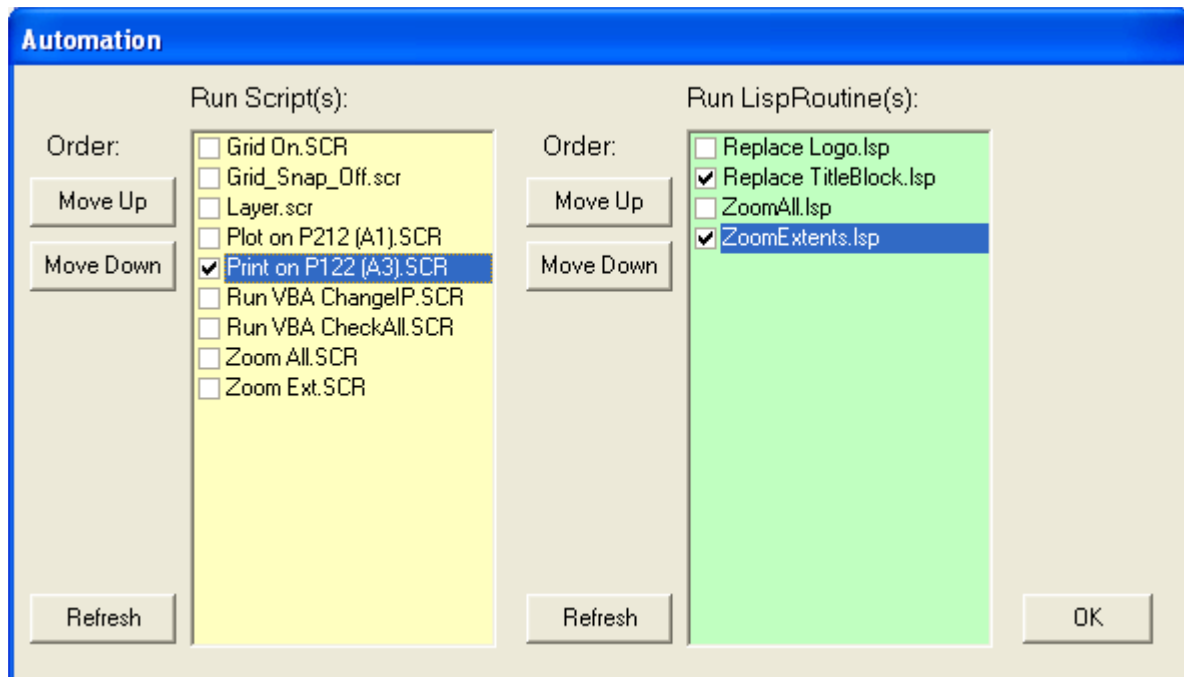 Automation
Run Script(s):
Order:
Move Up
Move Down
Grid On.SCR
Grid_Snap_Off.scr
Layer.scr
Plot on P212 (A1).SCR
Print on P122 (A3).SCR
Run VBA ChangeIP.SCR
Run VBA CheckAll.SCR
Zoom All.SCR
Zoom Ext.SCR
Refresh
Run LispRoutine(s):
Order:
Move Up
Move Down
Replace Logo.lsp
Replace TitleBlock.lsp
ZoomAll.lsp
ZoomExtents.lsp
Refresh
OK